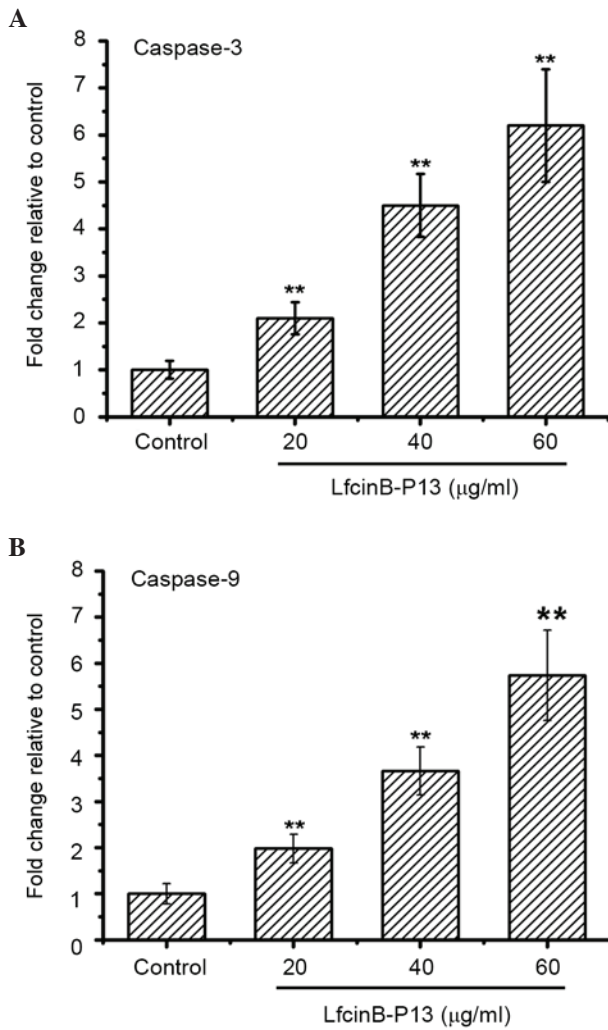 A
Caspase-3
Fold change relative to control
8
7
**
6
**
5
4
3
**
2
1
0
Control 20 40 60
LfcinB-P13 (μg/ml)
B
Caspase-9
Fold change relative to control
8
7
**
6
5
**
4
3
**
2
1
0
Control 20 40 60
LfcinB-P13 (μg/ml)